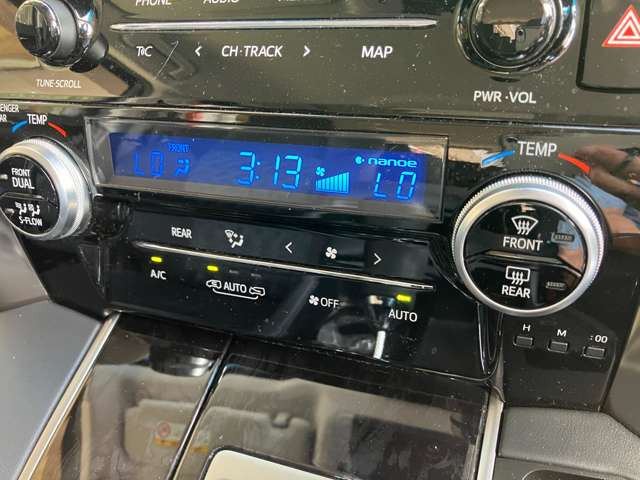 PHONE AUDIO
CH·TRACK
MAP
TUNE·SCROLL
PWR·VOL
TEMP
TEMP
FRONT
DUAL
S-FLOW
FRONT
LO
3:13
nanoe
LO
FRONT
REAR
REAR
A/C
AUTO
OFF
AUTO
H
M
:00